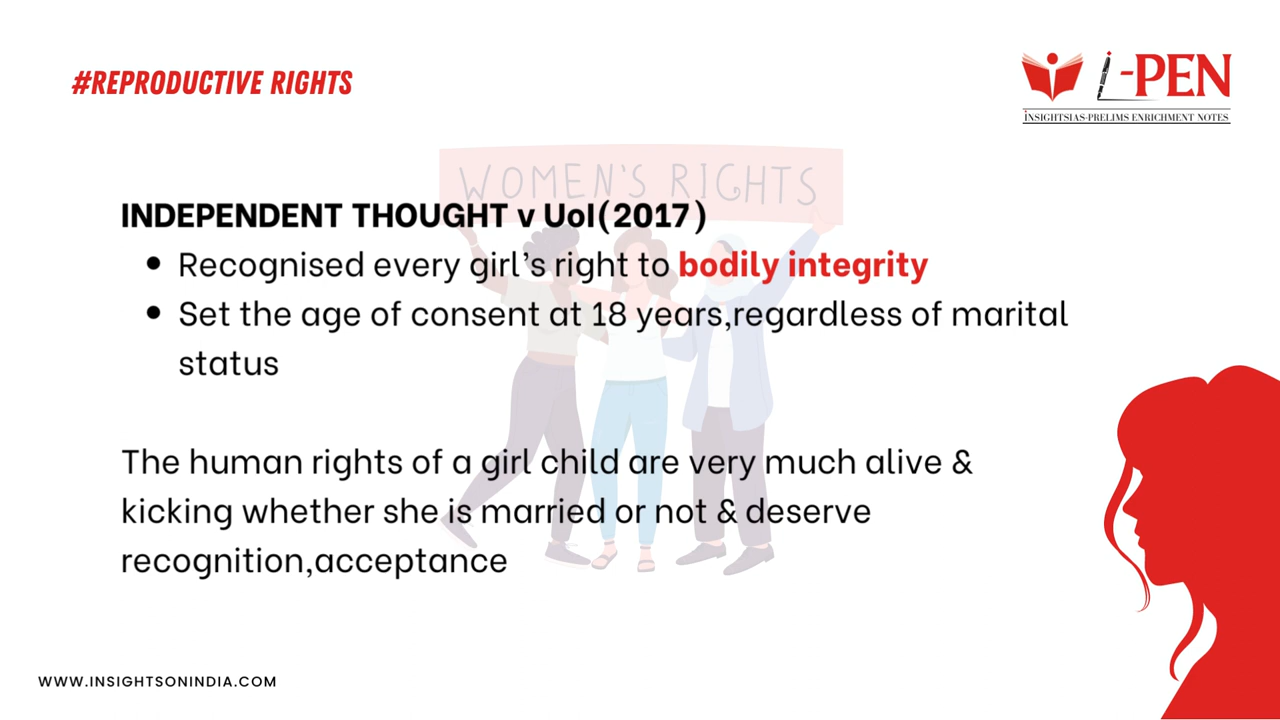 #REPRODUCTIVE RIGHTS
i-PEN
INSIGHTSIAS-PRELIMS ENRICHMENT NOTES
WOMEN'S RIGHTS
INDEPENDENT THOUGHT v UoI(2017)
• Recognised every girl's right to bodily integrity
• Set the age of consent at 18 years,regardless of marital
status
The human rights of a girl child are very much alive &
kicking whether she is married or not & deserve
recognition,acceptance
WWW.INSIGHTSONINDIA.COM